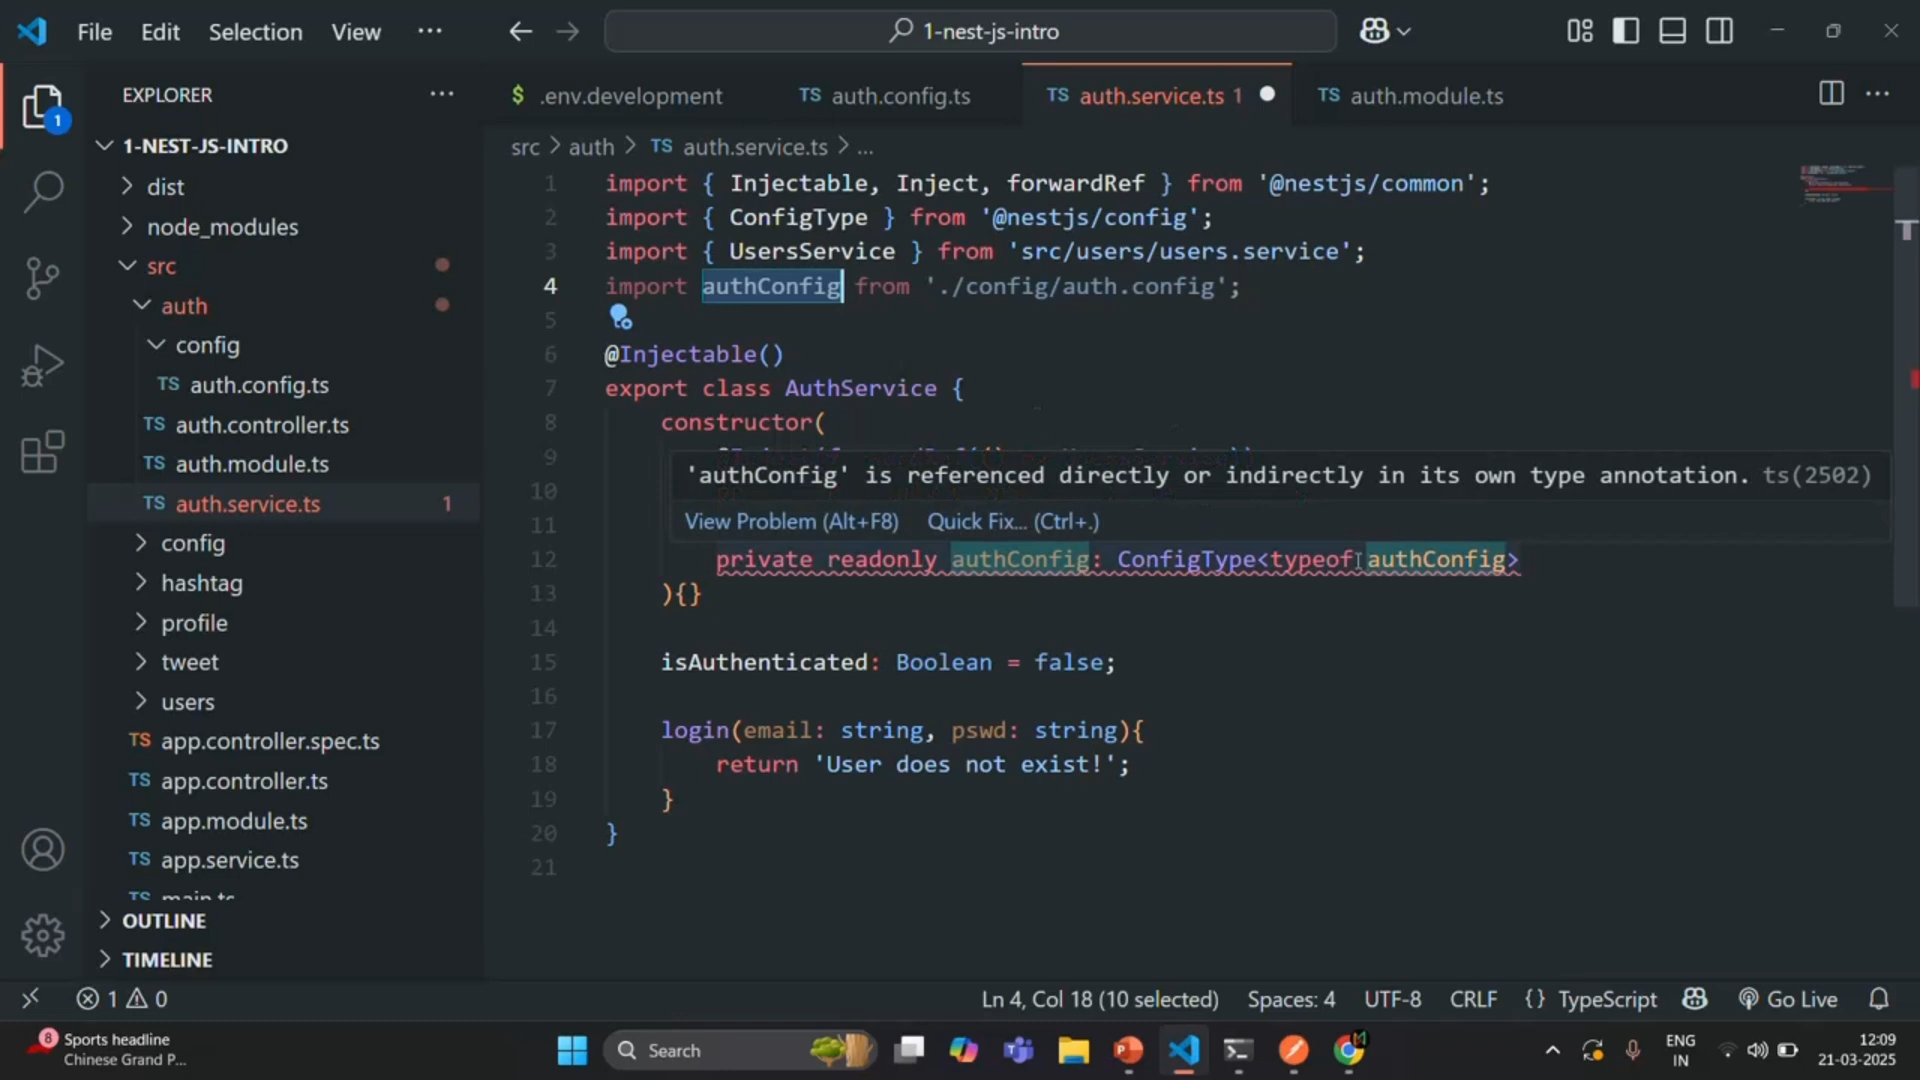 File Edit Selection View ... 1-nest-js-intro
EXPLORER ...
1
1-NEST-JS-INTRO
dist
node_modules
src
auth
config
TS auth.config.ts
TS auth.controller.ts
TS auth.module.ts
TS auth.service.ts 1
config
hashtag
profile
tweet
users
TS app.controller.spec.ts
TS app.controller.ts
TS app.module.ts
TS app.service.ts
TS main.ts
OUTLINE
TIMELINE
$ .env.development TS auth.config.ts TS auth.service.ts 1 TS auth.module.ts
src > auth > TS auth.service.ts > ...
1 import { Injectable, Inject, forwardRef } from '@nestjs/common';
2 import { ConfigType } from '@nestjs/config';
3 import { UsersService } from 'src/users/users.service';
4 import authConfig from './config/auth.config';
5
6 @Injectable()
7 export class AuthService {
8 constructor(
9
'authConfig' is referenced directly or indirectly in its own type annotation. ts(2502)
10
View Problem (Alt+F8) Quick Fix... (Ctrl+.)
11
12 private readonly authConfig: ConfigType<typeof authConfig>
13 ){}
14
15 isAuthenticated: Boolean = false;
16
17 login(email: string, pswd: string){
18 return 'User does not exist!';
19 }
20 }
21
1 0 Ln 4, Col 18 (10 selected) Spaces: 4 UTF-8 CRLF {} TypeScript Go Live
8 Sports headline
Chinese Grand P...
Search
ENG
IN
12:09
21-03-2025